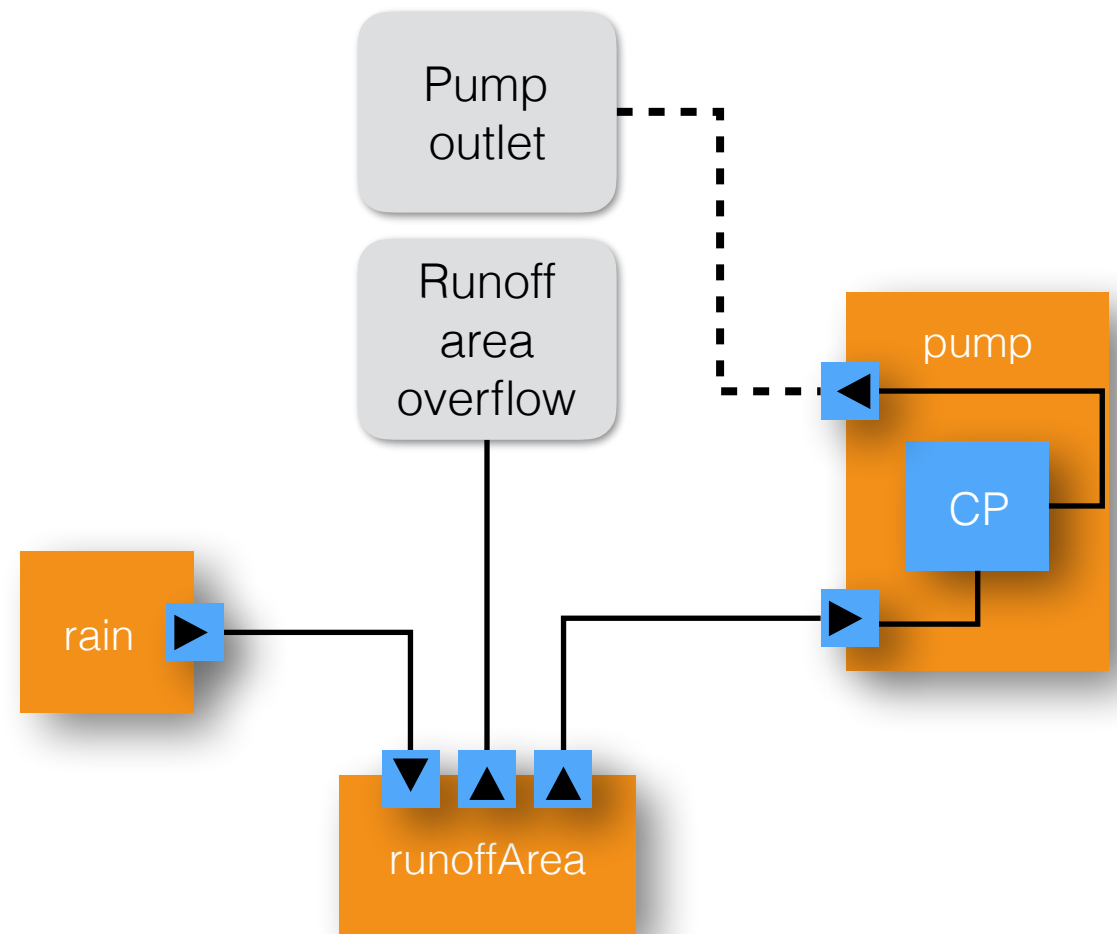 Pump
outlet
Runoff
area
overflow
pump
CP
rain
runoffArea